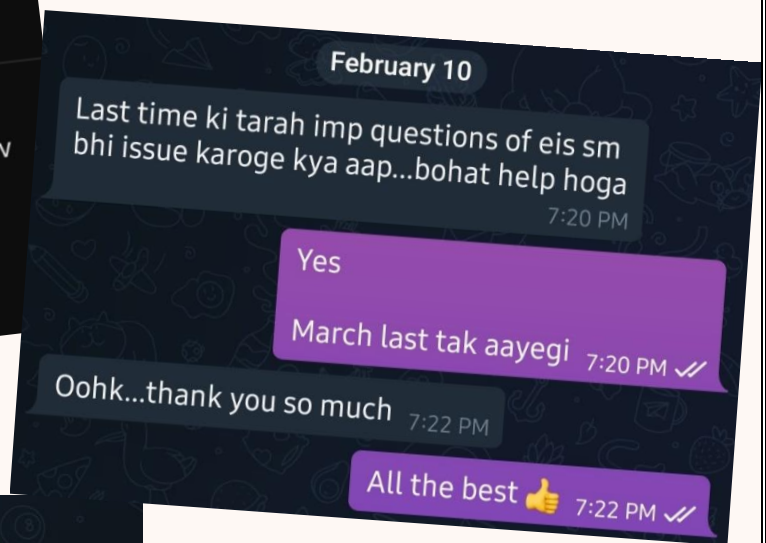 N
February 10
Last time ki tarah imp questions of eis sm
bhi issue karoge kya aap...bohat help hoga
7:20 PM
Yes
March last tak aayegi 7:20 PM
Oohk...thank you so much 7:22 PM
All the best 👍 7:22 PM